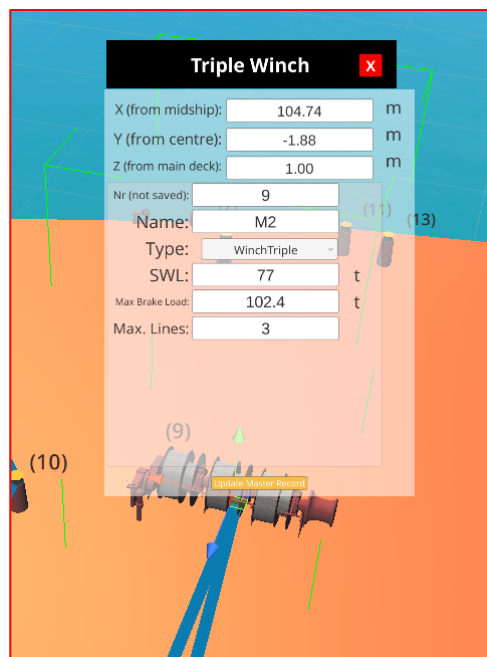 Triple Winch X
X (from midship): 104.74 m
Y (from centre): -1.88 m
Z (from main deck): 1.00 m
Nr (not saved): 9
Name: M2
(11)
(13)
Type: WinchTriple
SWL: 77 t
Max Brake Load: 102.4 t
Max. Lines: 3
(9)
(10)
Update Master Record